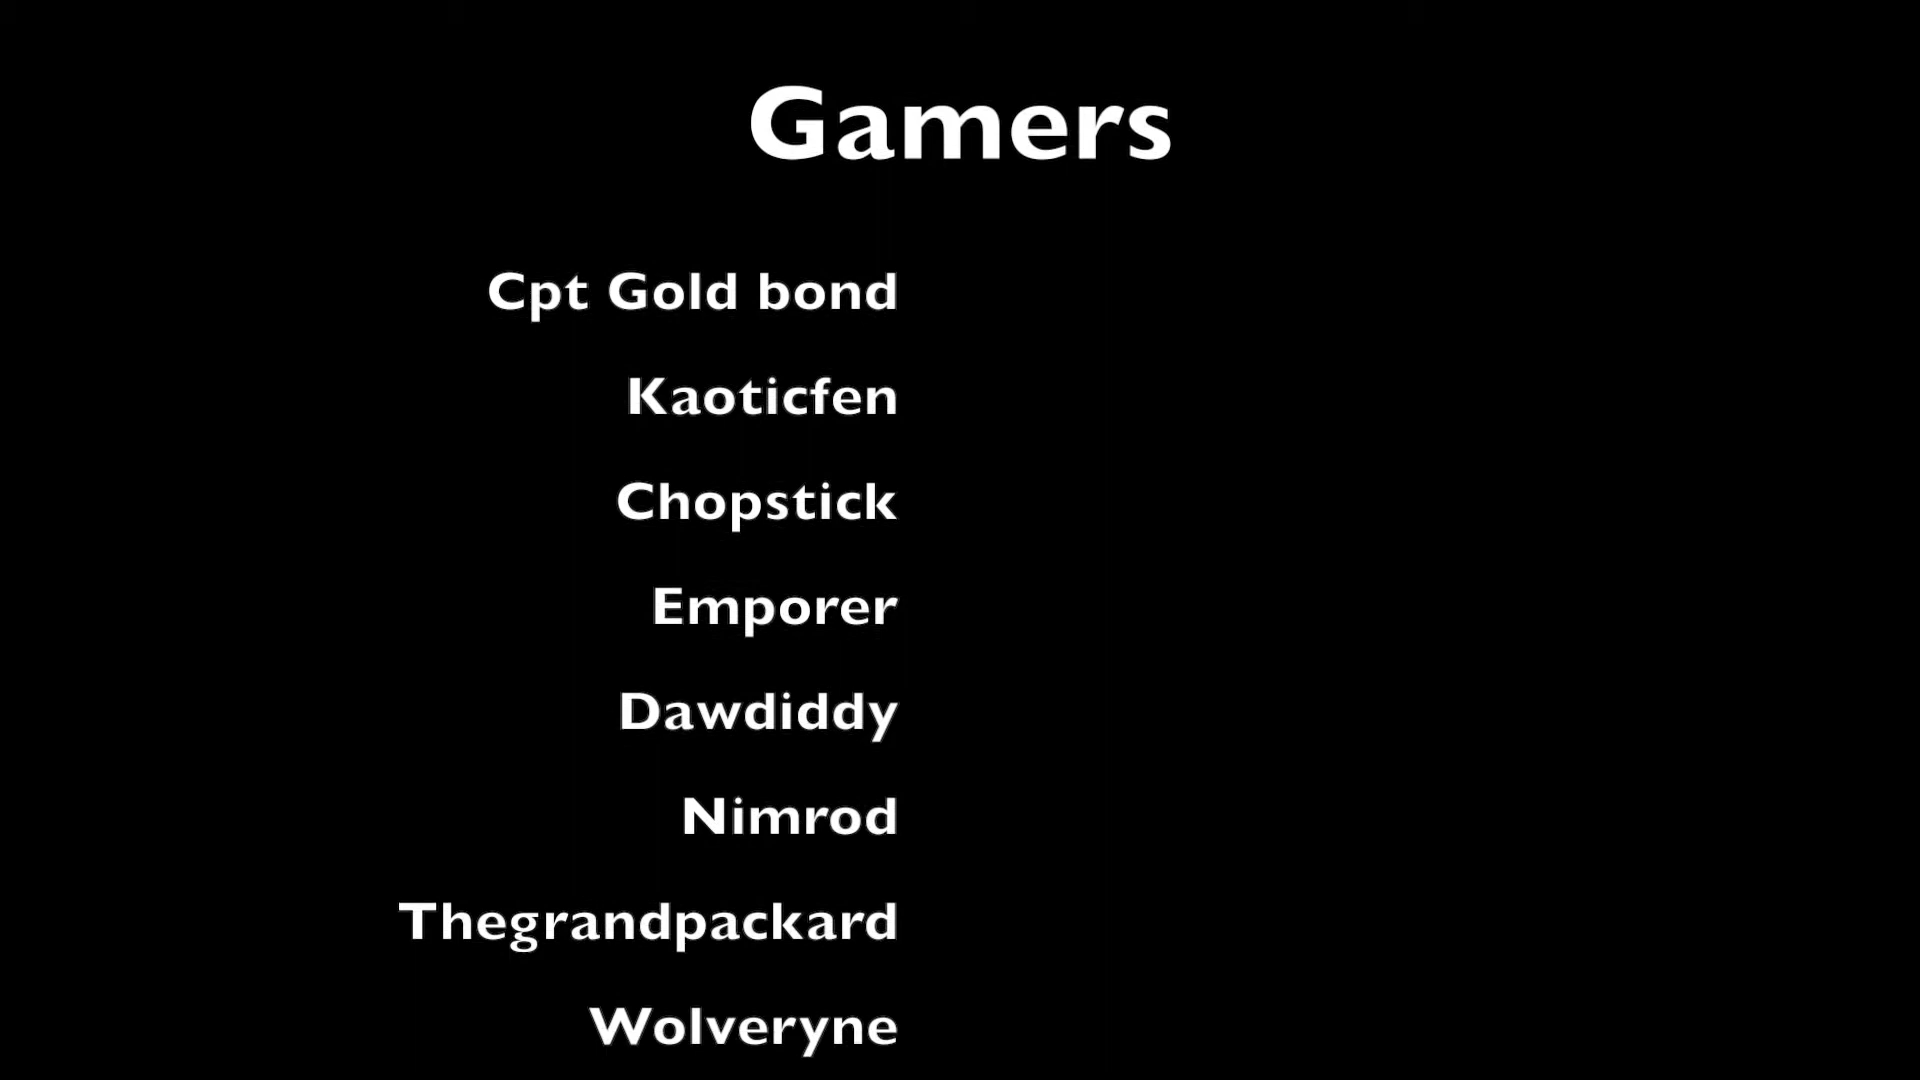 Gamers
Cpt Gold bond
Kaoticfen
Chopstick
Emporer
Dawdiddy
Nimrod
Thegrandpackard
Wolveryne